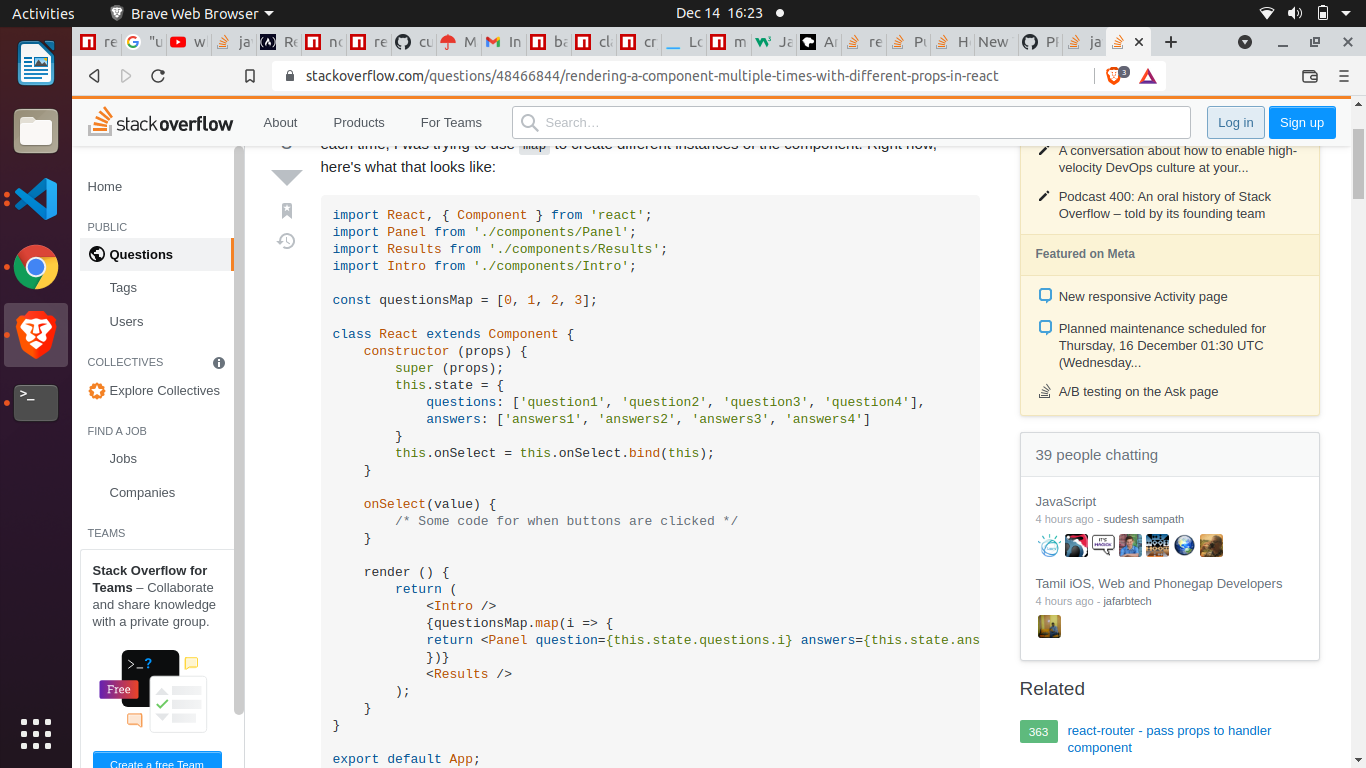 Activities
Brave Web Browser
Dec 14 16:23
re
"u
w
ja
Re
no
re
cu
M
In
ba
cla
cr
Lo
m
Ja
Ar
re
Pu
H
New
Pl
ja
stackoverflow.com/questions/48466844/rendering-a-component-multiple-times-with-different-props-in-react
3
stackoverflow
About
Products
For Teams
Search…
Log in
Sign up
Home
PUBLIC
Questions
Tags
Users
COLLECTIVES
Explore Collectives
FIND A JOB
Jobs
Companies
TEAMS
Stack Overflow for
Teams – Collaborate
and share knowledge
with a private group.
>_?
Free
Create a free Team
each time, I was trying to use map to create different instances of the component. Right now,
here's what that looks like:
import React, { Component } from 'react';
import Panel from './components/Panel';
import Results from './components/Results';
import Intro from './components/Intro';
const questionsMap = [0, 1, 2, 3];
class React extends Component {
constructor (props) {
super (props);
this.state = {
questions: ['question1', 'question2', 'question3', 'question4'],
answers: ['answers1', 'answers2', 'answers3', 'answers4']
}
this.onSelect = this.onSelect.bind(this);
}
onSelect(value) {
/* Some code for when buttons are clicked */
}
render () {
return (
<Intro />
{questionsMap.map(i => {
return <Panel question={this.state.questions.i} answers={this.state.ans
})}
<Results />
);
}
}
export default App;
A conversation about how to enable high-
velocity DevOps culture at your...
Podcast 400: An oral history of Stack
Overflow – told by its founding team
Featured on Meta
New responsive Activity page
Planned maintenance scheduled for
Thursday, 16 December 01:30 UTC
(Wednesday...
A/B testing on the Ask page
39 people chatting
JavaScript
4 hours ago - sudesh sampath
Tamil iOS, Web and Phonegap Developers
4 hours ago - jafarbtech
Related
363
react-router - pass props to handler
component